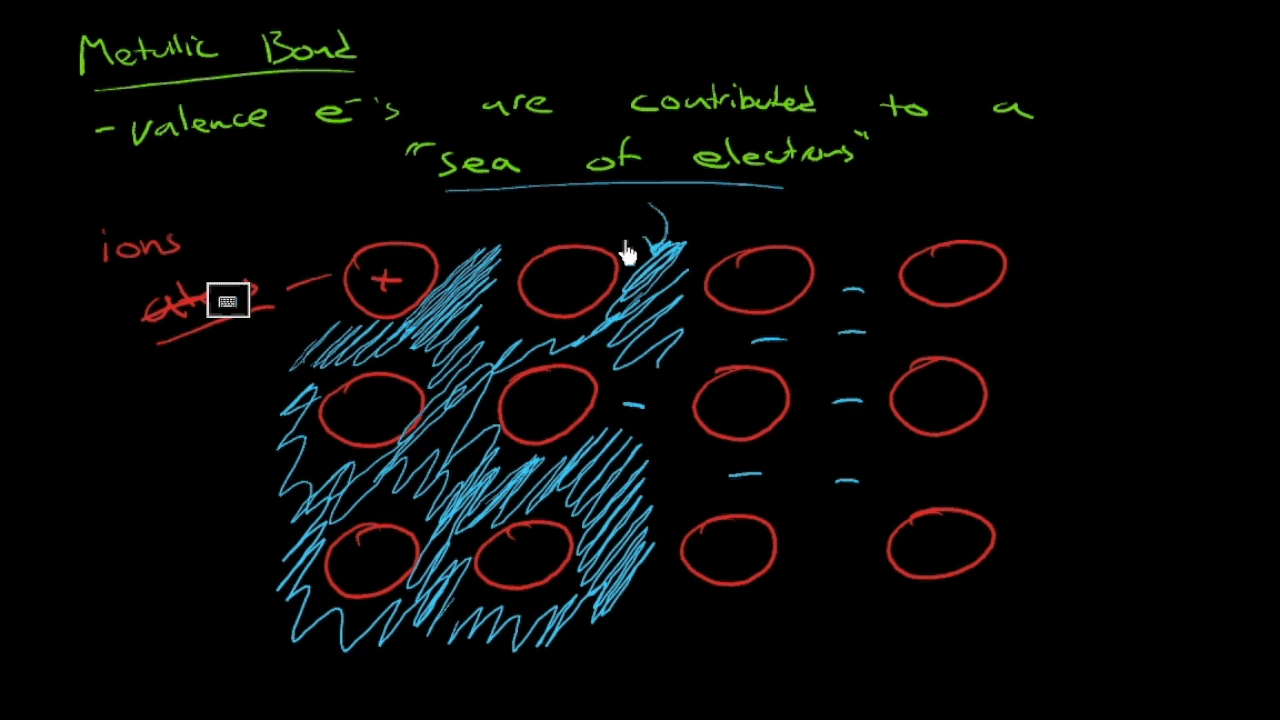 Metallic Bond
- valence e⁻'s are contributed to a
"sea of electrons"
ions
+